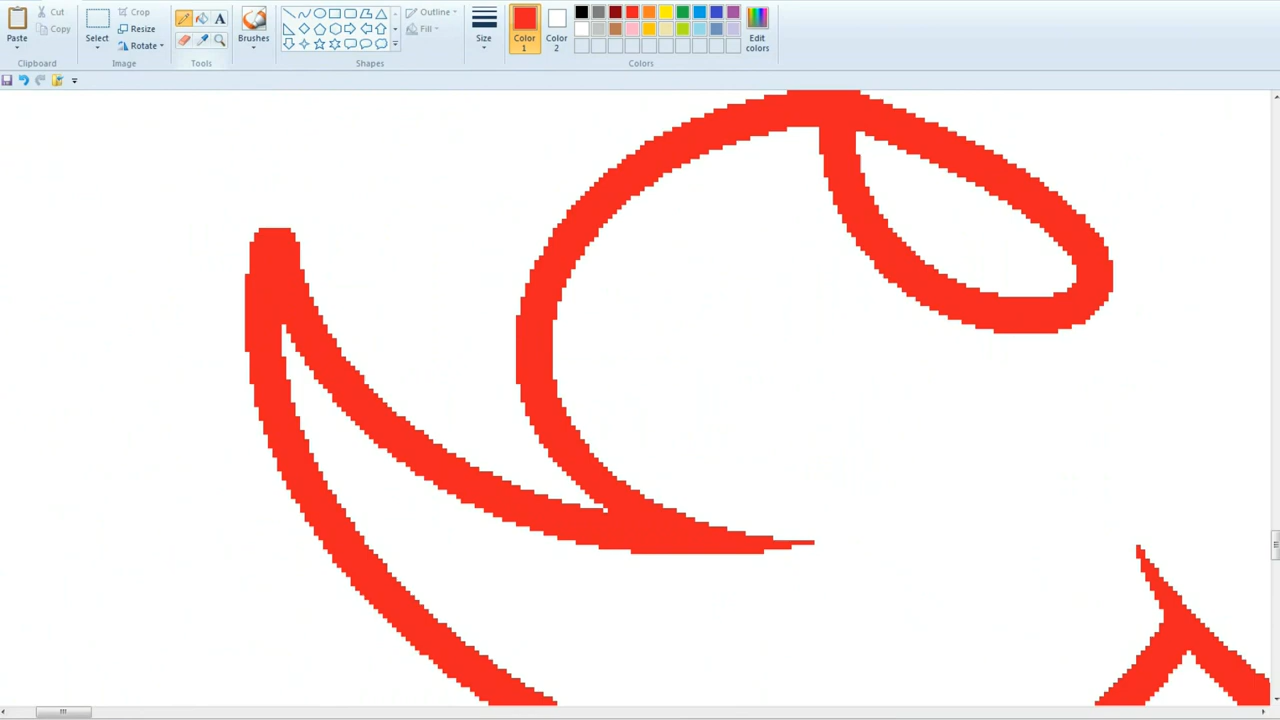 Cut
Copy
Paste
Clipboard
Select
Crop
Resize
Rotate
Image
A
Tools
Brushes
Outline
Fill
Shapes
Size
Color 1
Color 2
Edit colors
Colors